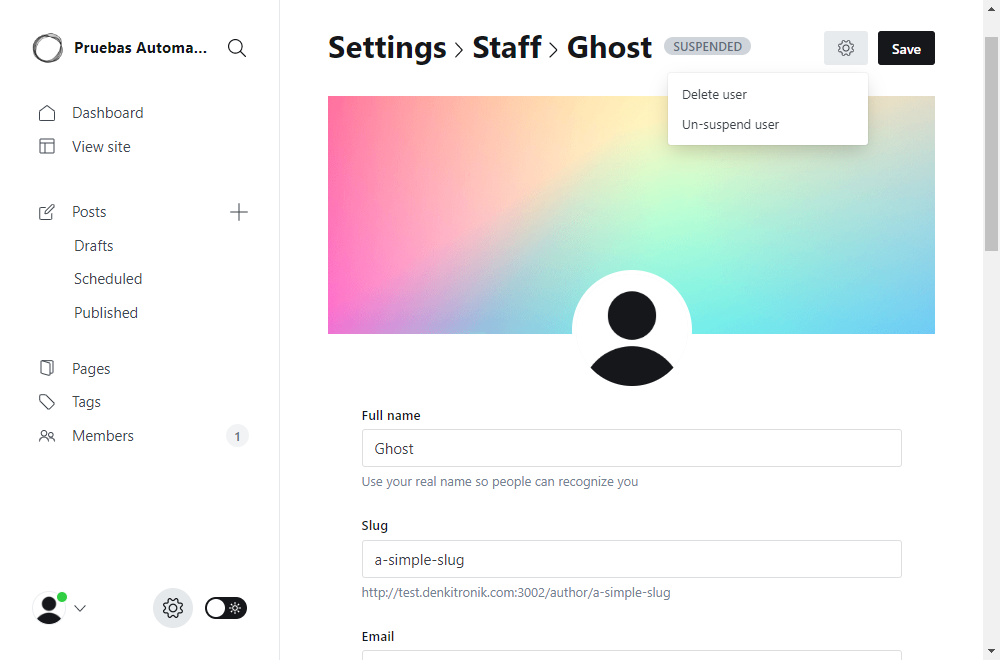 Pruebas Automa...
Settings > Staff > Ghost SUSPENDED
Save
Delete user
Un-suspend user
Dashboard
View site
Posts
Drafts
Scheduled
Published
Pages
Tags
Members 1
Full name
Ghost
Use your real name so people can recognize you
Slug
a-simple-slug
http://test.denkitronik.com:3002/author/a-simple-slug
Email